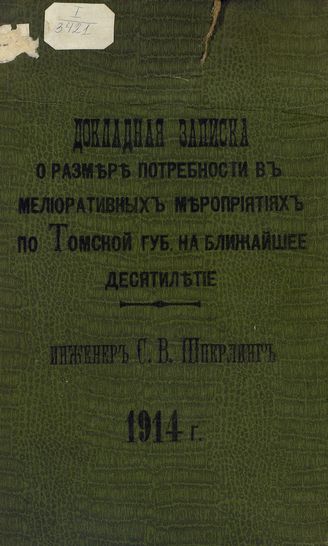 I
3421
ДОКЛАДНАЯ ЗАПИСКА
О РАЗМѢРѢ ПОТРЕБНОСТИ ВЪ
МЕЛІОРАТИВНЫХЪ МѢРОПРІЯТІЯХЪ
ПО ТОМСКОЙ ГУБ. НА БЛИЖАЙШЕЕ
ДЕСЯТИЛѢТІЕ
ИНЖЕНЕРЪ С. В. ШПЕРЛИНГЪ
1914 Г.